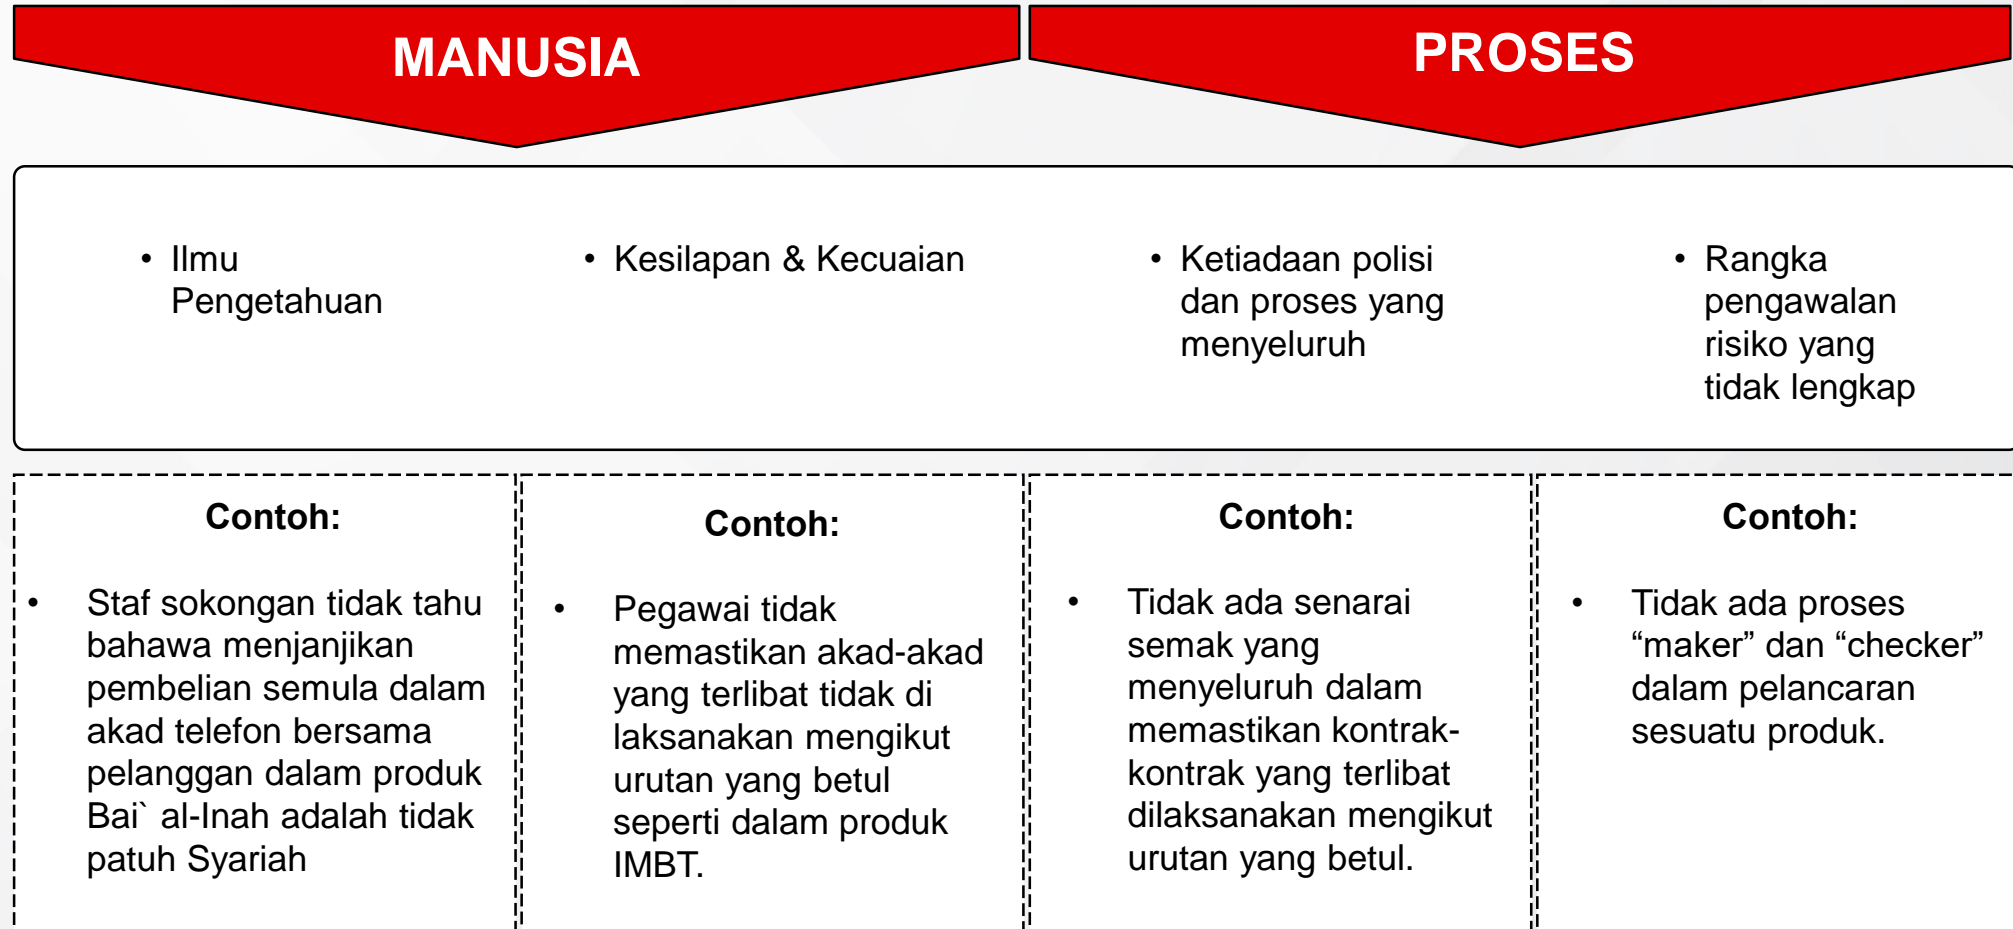 MANUSIA
PROSES
• Ilmu
Pengetahuan
• Kesilapan & Kecuaian
• Ketiadaan polisi
dan proses yang
menyeluruh
• Rangka
pengawalan
risiko yang
tidak lengkap
Contoh:
• Staf sokongan tidak tahu
bahawa menjanjikan
pembelian semula dalam
akad telefon bersama
pelanggan dalam produk
Bai` al-Inah adalah tidak
patuh Syariah
Contoh:
• Pegawai tidak
memastikan akad-akad
yang terlibat tidak di
laksanakan mengikut
urutan yang betul
seperti dalam produk
IMBT.
Contoh:
• Tidak ada senarai
semak yang
menyeluruh dalam
memastikan kontrak-
kontrak yang terlibat
dilaksanakan mengikut
urutan yang betul.
Contoh:
• Tidak ada proses
“maker” dan “checker”
dalam pelancaran
sesuatu produk.